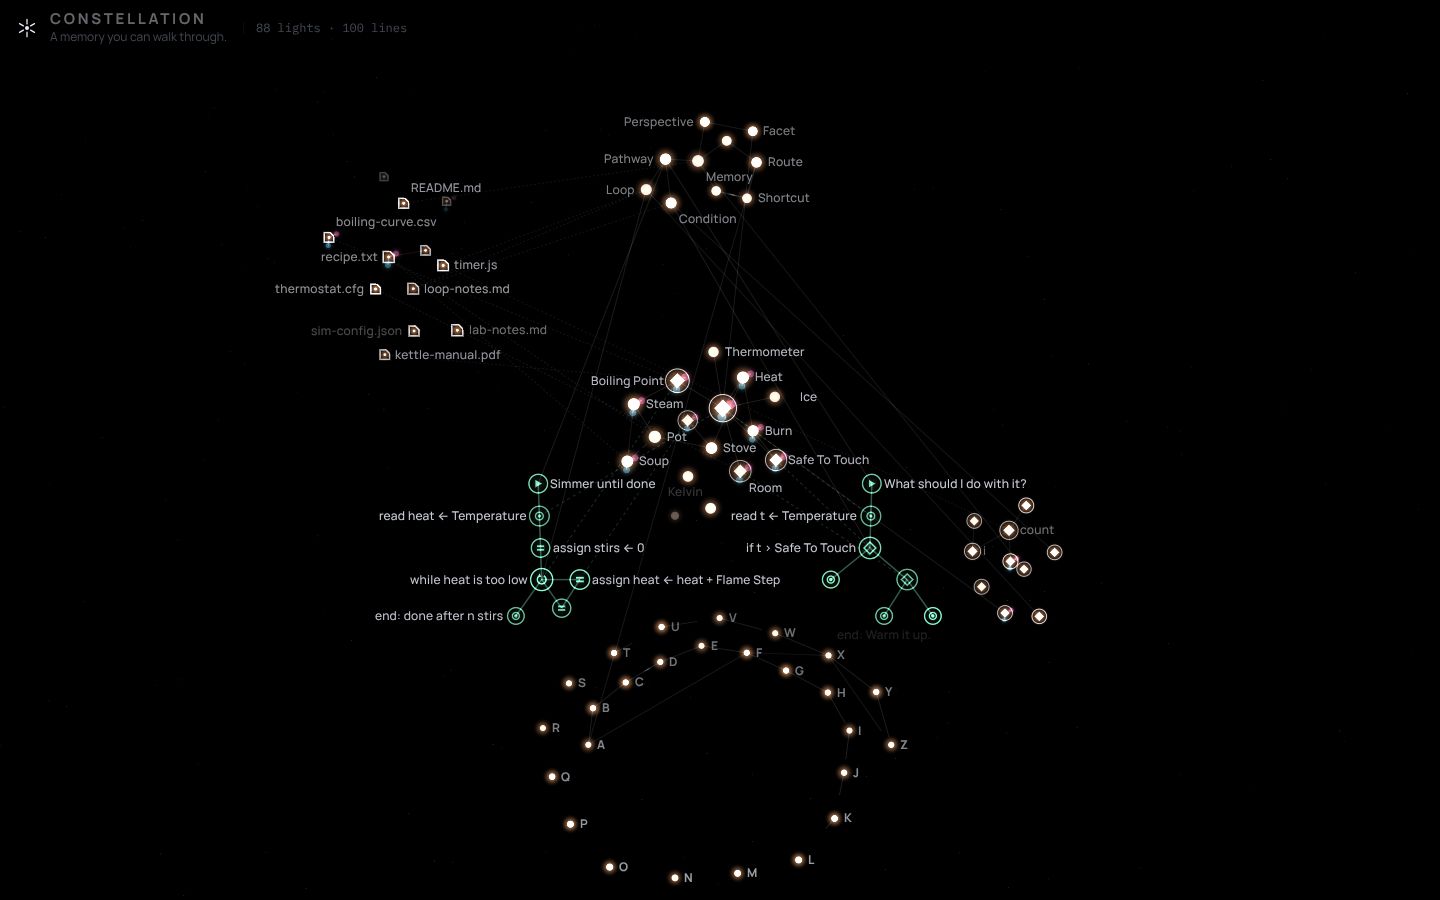 CONSTELLATION
A memory you can walk through.
88 lights · 100 lines
Perspective
Facet
Pathway
Route
Memory
Loop
Shortcut
Condition
README.md
boiling-curve.csv
recipe.txt
timer.js
thermostat.cfg
loop-notes.md
sim-config.json
lab-notes.md
kettle-manual.pdf
Thermometer
Boiling Point
Heat
Ice
Steam
Burn
Pot
Stove
Soup
Safe To Touch
Room
Kelvin
Simmer until done
What should I do with it?
read heat ← Temperature
read t ← Temperature
count
assign stirs ← 0
if t > Safe To Touch
i
while heat is too low
assign heat ← heat + Flame Step
end: done after n stirs
end: Warm it up.
U
V
W
T
D
E
F
X
S
C
G
B
H
Y
R
A
I
Z
Q
J
P
K
O
N
M
L